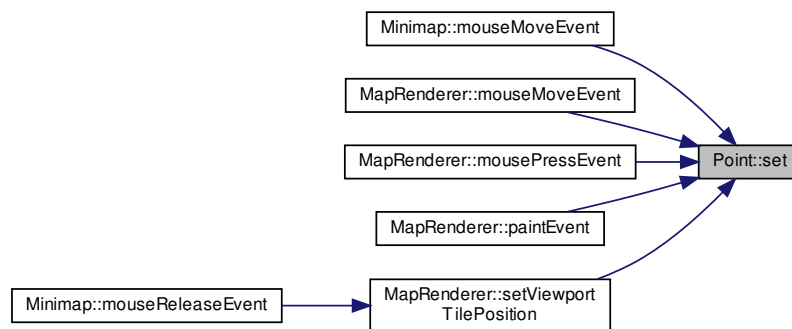 Minimap::mouseMoveEvent
MapRenderer::mouseMoveEvent
Point::set
MapRenderer::mousePressEvent
MapRenderer::paintEvent
MapRenderer::setViewport
TilePosition
Minimap::mouseReleaseEvent